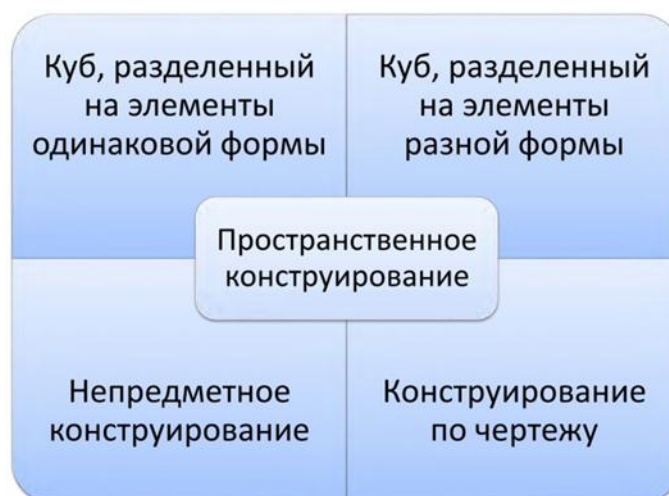 Куб, разделенный
на элементы
одинаковой формы
Куб, разделенный
на элементы
разной формы
Пространственное
конструирование
Непредметное
конструирование
Конструирование
по чертежу